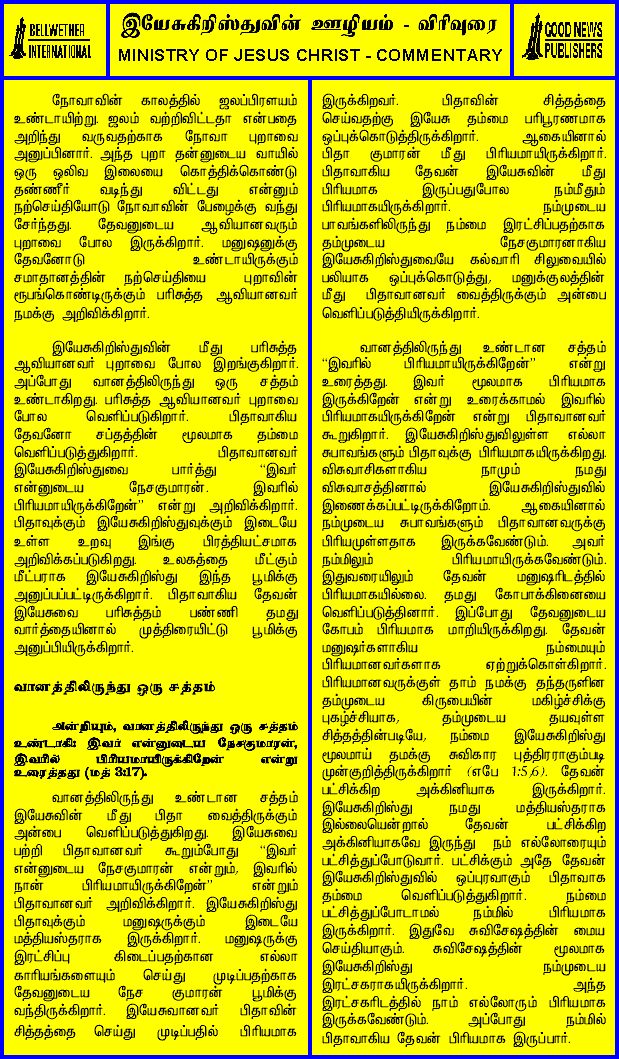 BELLWETHER
INTERNATIONAL
இயேசுகிறிஸ்துவின் ஊழியம் - விரிவுரை
MINISTRY OF JESUS CHRIST - COMMENTARY
GOOD NEWS
PUBLISHERS
நோவாவின் காலத்தில் ஜலப்பிரளயம்
உண்டாயிற்று. ஜலம் வற்றிவிட்டதா என்பதை
அறிந்து வருவதற்காக நோவா புறாவை
அனுப்பினார். அந்த புறா தன்னுடைய வாயில்
ஒரு ஒலிவ இலையை கொத்திக்கொண்டு
தண்ணீர் வடிந்து விட்டது என்னும்
நற்செய்தியோடு நோவாவின் பேழைக்கு வந்து
சேர்ந்தது. தேவனுடைய ஆவியானவரும்
புறாவை போல இருக்கிறார். மனுஷனுக்கு
தேவனோடு உண்டாயிருக்கும்
சமாதானத்தின் நற்செய்தியை புறாவின்
ரூபங்கொண்டிருக்கும் பரிசுத்த ஆவியானவர்
நமக்கு அறிவிக்கிறார்.
இயேசுகிறிஸ்துவின் மீது பரிசுத்த
ஆவியானவர் புறாவை போல இறங்குகிறார்.
அப்போது வானத்திலிருந்து ஒரு சத்தம்
உண்டாகிறது. பரிசுத்த ஆவியானவர் புறாவை
போல வெளிப்படுகிறார். பிதாவாகிய
தேவனோ சப்தத்தின் மூலமாக தம்மை
வெளிப்படுத்துகிறார். பிதாவானவர்
இயேசுகிறிஸ்துவை பார்த்து “இவர்
என்னுடைய நேசகுமாரன். இவரில்
பிரியமாயிருக்கிறேன்” என்று அறிவிக்கிறார்.
பிதாவுக்கும் இயேசுகிறிஸ்துவுக்கும் இடையே
உள்ள உறவு இங்கு பிரத்தியட்சமாக
அறிவிக்கப்படுகிறது. உலகத்தை மீட்கும்
மீட்பராக இயேசுகிறிஸ்து இந்த பூமிக்கு
அனுப்பப்பட்டிருக்கிறார். பிதாவாகிய தேவன்
இயேசுவை பரிசுத்தம் பண்ணி தமது
வார்த்தையினால் முத்திரையிட்டு பூமிக்கு
அனுப்பியிருக்கிறார்.
வானத்திலிருந்து ஒரு சத்தம்
அன்றியும், வானத்திலிருந்து ஒரு சத்தம்
உண்டாகி: இவர் என்னுடைய நேசகுமாரன்,
இவரில் பிரியமாயிருக்கிறேன் என்று
உரைத்தது (மத் 3:17).
வானத்திலிருந்து உண்டான சத்தம்
இயேசுவின் மீது பிதா வைத்திருக்கும்
அன்பை வெளிப்படுத்துகிறது. இயேசுவை
பற்றி பிதாவானவர் கூறும்போது “இவர்
என்னுடைய நேசகுமாரன் என்றும், இவரில்
நான் பிரியமாயிருக்கிறேன்” என்றும்
பிதாவானவர் அறிவிக்கிறார். இயேசுகிறிஸ்து
பிதாவுக்கும் மனுஷருக்கும் இடையே
மத்தியஸ்தராக இருக்கிறார். மனுஷருக்கு
இரட்சிப்பு கிடைப்பதற்கான எல்லா
காரியங்களையும் செய்து முடிப்பதற்காக
தேவனுடைய நேச குமாரன் பூமிக்கு
வந்திருக்கிறார். இயேசுவானவர் பிதாவின்
சித்தத்தை செய்து முடிப்பதில் பிரியமாக
இருக்கிறவர். பிதாவின் சித்தத்தை
செய்வதற்கு இயேசு தம்மை பரிபூரணமாக
ஒப்புக்கொடுத்திருக்கிறார். ஆகையினால்
பிதா குமாரன் மீது பிரியமாயிருக்கிறார்.
பிதாவாகிய தேவன் இயேசுவின் மீது
பிரியமாக இருப்பதுபோல நம்மீதும்
பிரியமாகயிருக்கிறார். நம்முடைய
பாவங்களிலிருந்து நம்மை இரட்சிப்பதற்காக
தம்முடைய நேசகுமாரனாகிய
இயேசுகிறிஸ்துவையே கல்வாரி சிலுவையில்
பலியாக ஒப்புக்கொடுத்து, மனுக்குலத்தின்
மீது பிதாவானவர் வைத்திருக்கும் அன்பை
வெளிப்படுத்தியிருக்கிறார்.
வானத்திலிருந்து உண்டான சத்தம்
“இவரில் பிரியமாயிருக்கிறேன்” என்று
உரைத்தது. இவர் மூலமாக பிரியமாக
இருக்கிறேன் என்று உரைக்காமல் இவரில்
பிரியமாகயிருக்கிறேன் என்று பிதாவானவர்
கூறுகிறார். இயேசுகிறிஸ்துவிலுள்ள எல்லா
சுபாவங்களும் பிதாவுக்கு பிரியமாகயிருக்கிறது.
விசுவாசிகளாகிய நாமும் நமது
விசுவாசத்தினால் இயேசுகிறிஸ்துவில்
இணைக்கப்பட்டிருக்கிறோம். ஆகையினால்
நம்முடைய சுபாவங்களும் பிதாவானவருக்கு
பிரியமுள்ளதாக இருக்கவேண்டும். அவர்
நம்மிலும் பிரியமாயிருக்கவேண்டும்.
இதுவரையிலும் தேவன் மனுஷரிடத்தில்
பிரியமாகயில்லை. தமது கோபாக்கினையை
வெளிப்படுத்தினார். இப்போது தேவனுடைய
கோபம் பிரியமாக மாறியிருக்கிறது. தேவன்
மனுஷர்களாகிய நம்மையும்
பிரியமானவர்களாக ஏற்றுக்கொள்கிறார்.
பிரியமானவருக்குள் தாம் நமக்கு தந்தருளின
தம்முடைய கிருபையின் மகிழ்ச்சிக்கு
புகழ்ச்சியாக, தம்முடைய தயவுள்ள
சித்தத்தின்படியே, நம்மை இயேசுகிறிஸ்து
மூலமாய் தமக்கு சுவிகார புத்திரராகும்படி
முன்குறித்திருக்கிறார் (எபே 1:5,6). தேவன்
பட்சிக்கிற அக்கினியாக இருக்கிறார்.
இயேசுகிறிஸ்து நமது மத்தியஸ்தராக
இல்லையென்றால் தேவன் பட்சிக்கிற
அக்கினியாகவே இருந்து நம் எல்லோரையும்
பட்சித்துப்போடுவார். பட்சிக்கும் அதே தேவன்
இயேசுகிறிஸ்துவில் ஒப்புரவாகும் பிதாவாக
தம்மை வெளிப்படுத்துகிறார். நம்மை
பட்சித்துப்போடாமல் நம்மில் பிரியமாக
இருக்கிறார். இதுவே சுவிசேஷத்தின் மைய
செய்தியாகும். சுவிசேஷத்தின் மூலமாக
இயேசுகிறிஸ்து நம்முடைய
இரட்சகராகயிருக்கிறார். அந்த
இரட்சகரிடத்தில் நாம் எல்லோரும் பிரியமாக
இருக்கவேண்டும். அப்போது நம்மில்
பிதாவாகிய தேவன் பிரியமாக இருப்பார்.